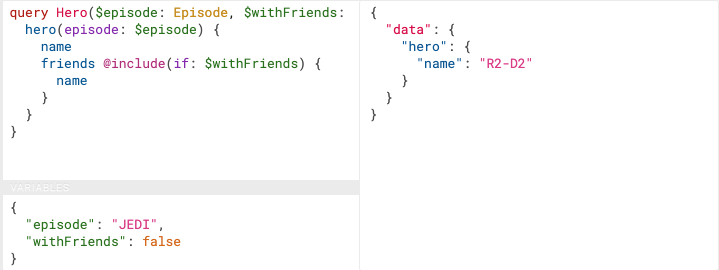 query Hero($episode: Episode, $withFriends:
  hero(episode: $episode) {
    name
    friends @include(if: $withFriends) {
      name
    }
  }
}
VARIABLES
{
  "episode": "JEDI",
  "withFriends": false
}
{
  "data": {
    "hero": {
      "name": "R2-D2"
    }
  }
}